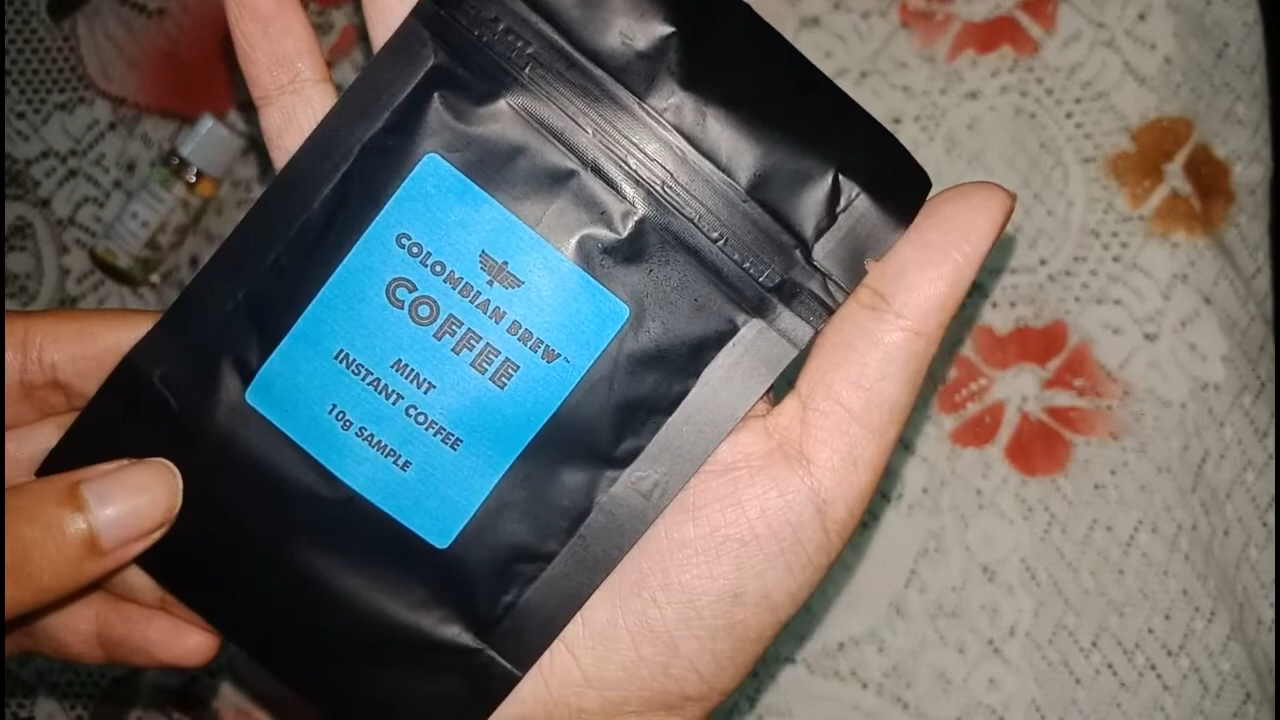 COLOMBIAN BREW™
COFFEE
MINT
INSTANT COFFEE
10g SAMPLE